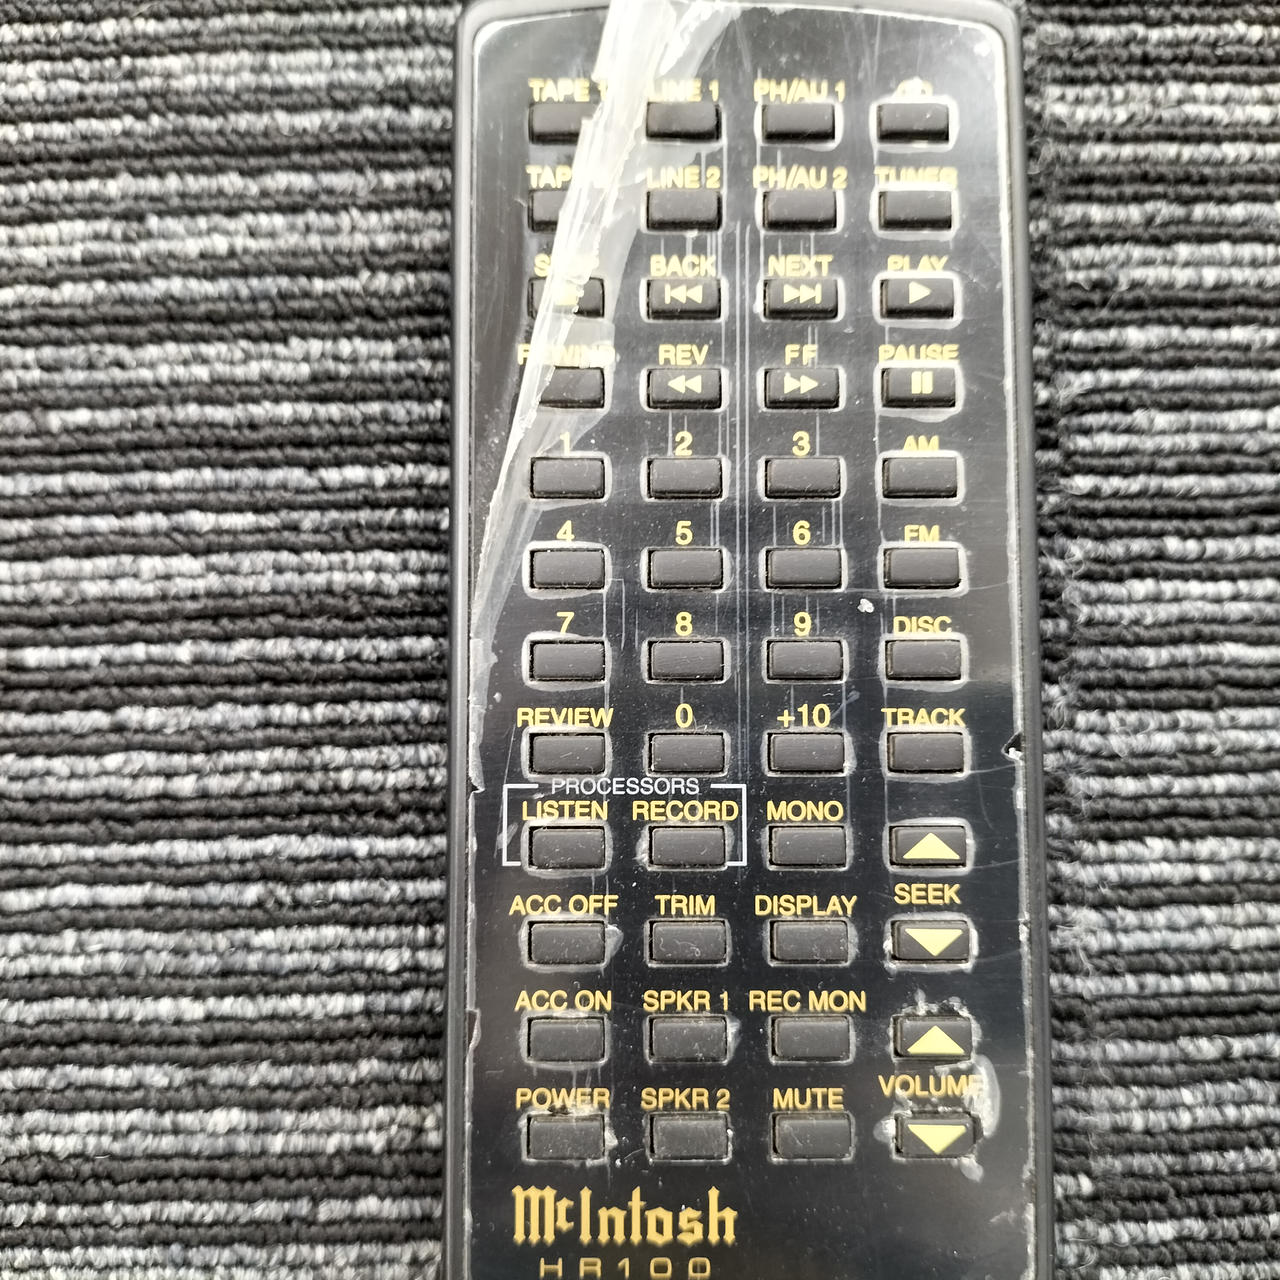 TAPE 1 LINE 1 PH/AU 1
LINE 2 PH/AU 2 TUNER
BACK NEXT PLAY
REWIND REV FF PAUSE
1 2 3 AM
4 5 6 FM
7 8 9 DISC
REVIEW 0 +10 TRACK
PROCESSORS
LISTEN RECORD MONO
SEEK
ACC OFF TRIM DISPLAY
ACC ON SPKR 1 REC MON
VOLUME
POWER SPKR 2 MUTE
McIntosh
HR100